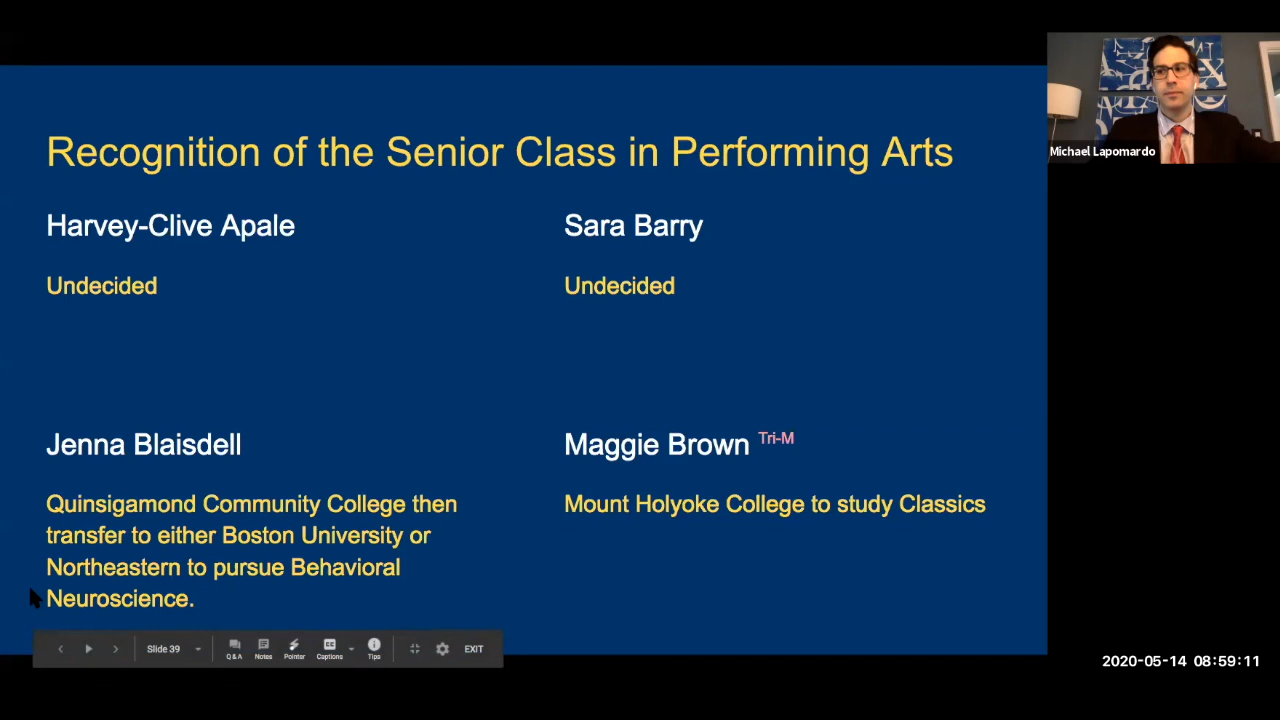 Recognition of the Senior Class in Performing Arts
Michael Lapomardo
Harvey-Clive Apale
Sara Barry
Undecided
Undecided
Jenna Blaisdell
Maggie Brown Tri-M
Quinsigamond Community College then
transfer to either Boston University or
Northeastern to pursue Behavioral
Neuroscience.
Mount Holyoke College to study Classics
Slide 39
Q & A
Notes
Pointer
CC
Captions
Tips
EXIT
2020-05-14 08:59:11